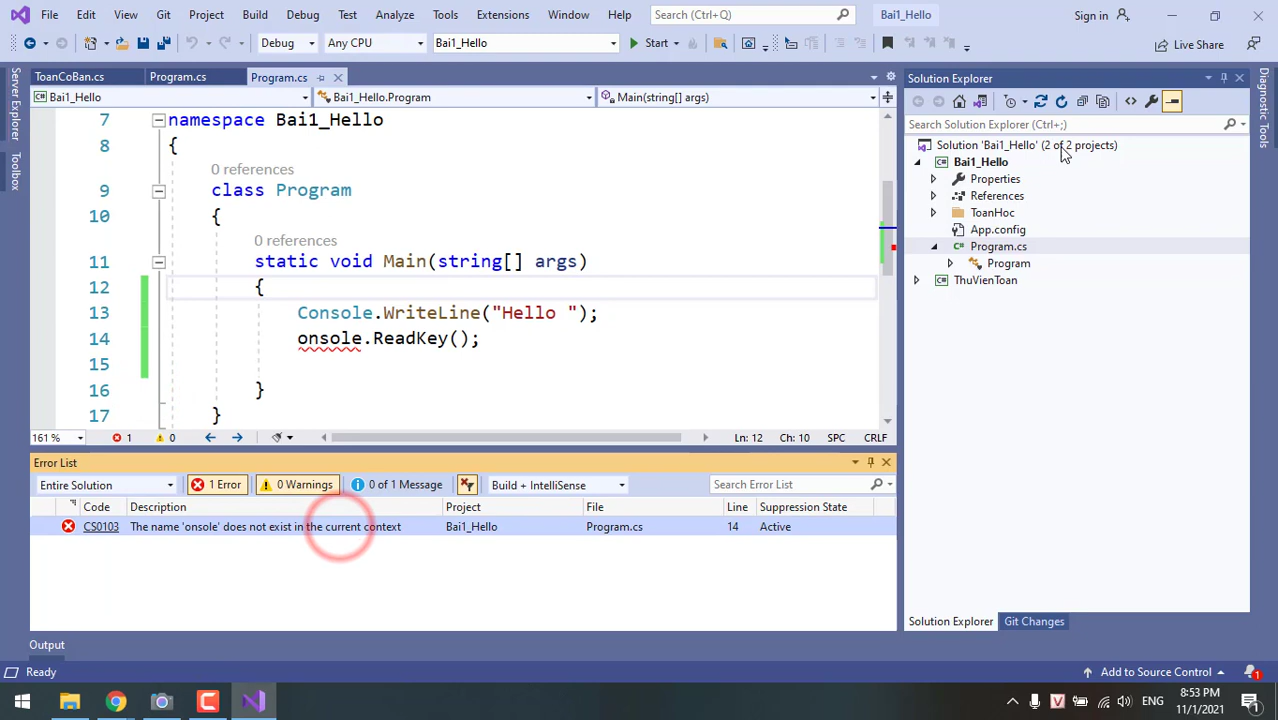 File Edit View Git Project Build Debug Test Analyze Tools Extensions Window Help Search (Ctrl+Q) Bai1_Hello Sign in
Debug Any CPU Bai1_Hello Start Live Share
Server Explorer
Toolbox
ToanCoBan.cs Program.cs Program.cs
Bai1_Hello Bai1_Hello.Program Main(string[] args)
7 namespace Bai1_Hello
8 {
0 references
9 class Program
10 {
0 references
11 static void Main(string[] args)
12 {
13 Console.WriteLine("Hello ");
14 onsole.ReadKey();
15
16 }
17 }
161 % 1 0 Ln: 12 Ch: 10 SPC CRLF
Error List
Entire Solution 1 Error 0 Warnings 0 of 1 Message Build + IntelliSense Search Error List
Code Description Project File Line Suppression State
CS0103 The name 'onsole' does not exist in the current context Bai1_Hello Program.cs 14 Active
Output
Solution Explorer
Search Solution Explorer (Ctrl+;)
Solution 'Bai1_Hello' (2 of 2 projects)
Bai1_Hello
Properties
References
ToanHoc
App.config
Program.cs
Program
ThuVienToan
Solution Explorer Git Changes
Diagnostic Tools
Ready Add to Source Control 1
V ENG 8:53 PM
11/1/2021 1